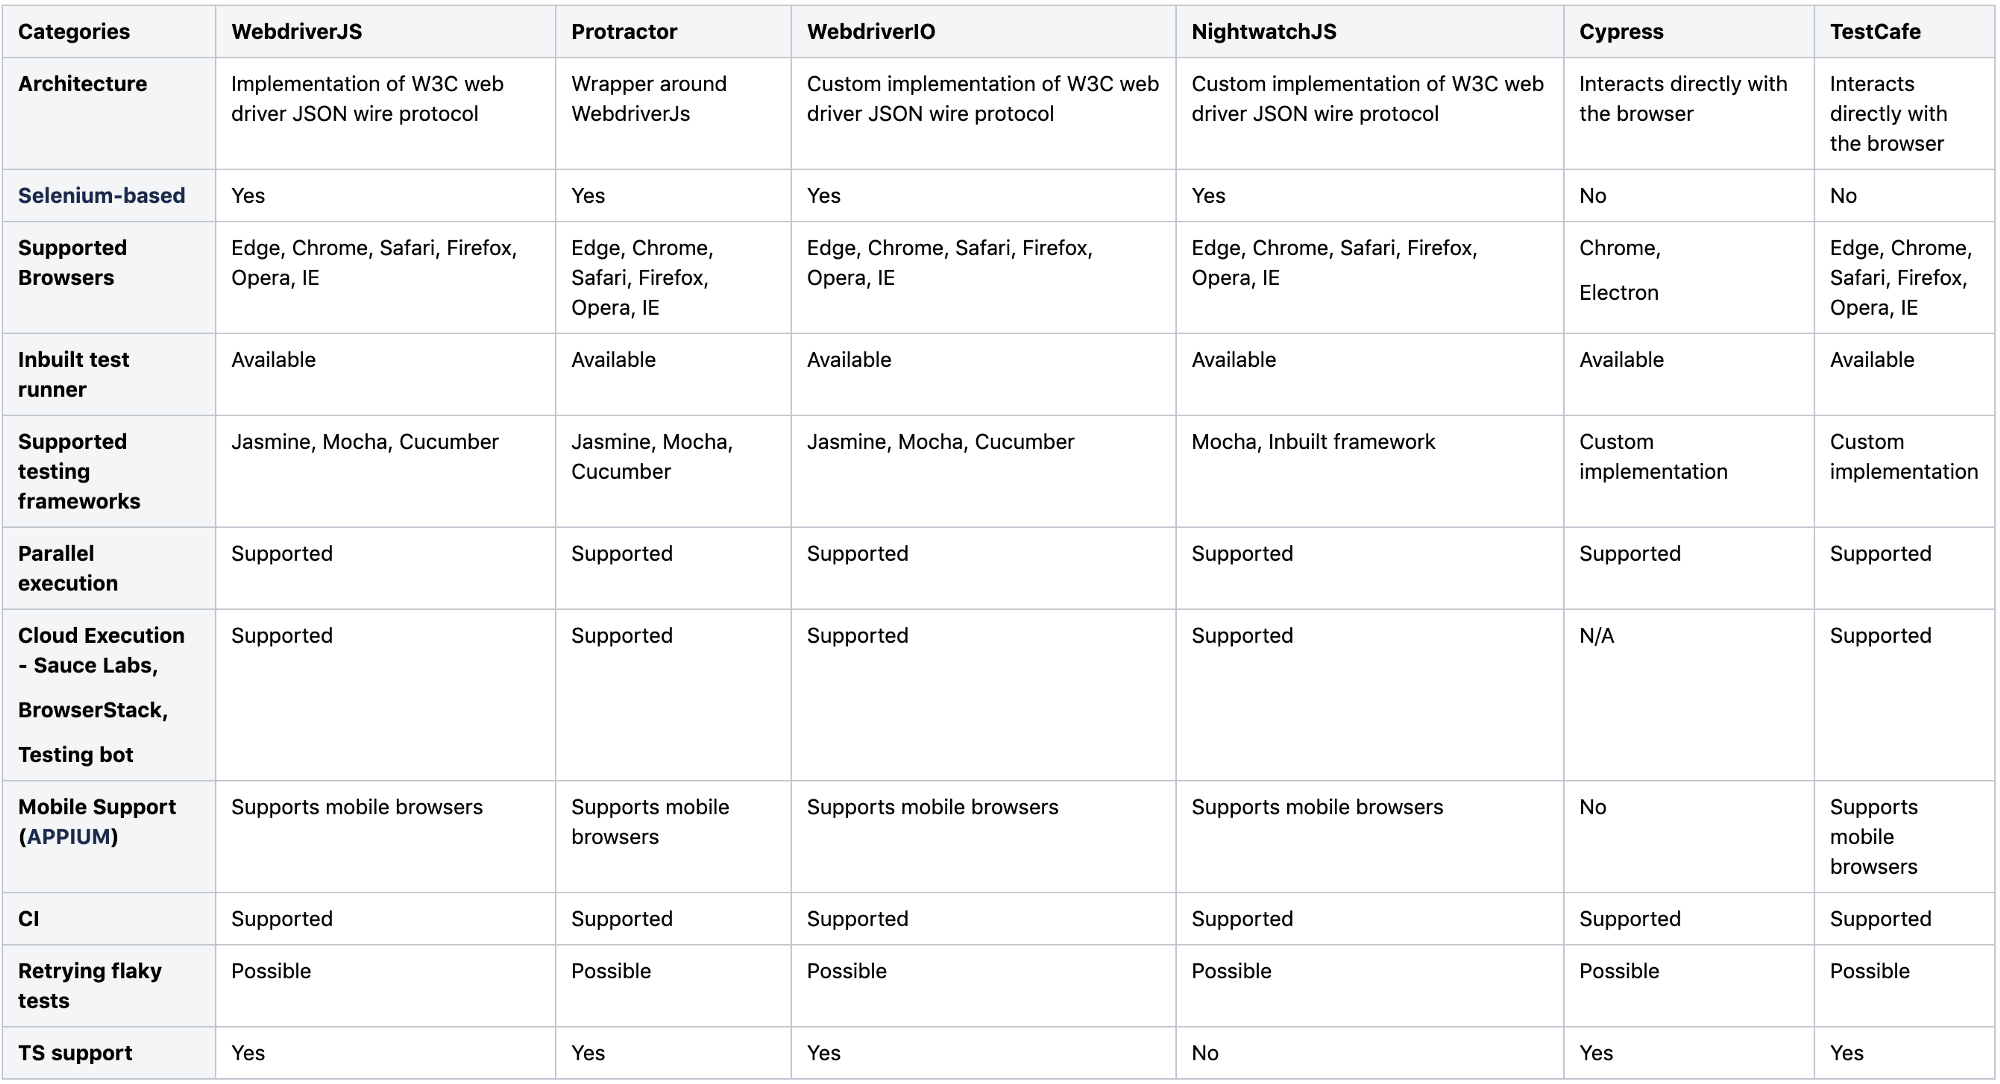 Categories
WebdriverJS
Protractor
WebdriverIO
NightwatchJS
Cypress
TestCafe
Architecture
Implementation of W3C web
driver JSON wire protocol
Wrapper around
WebdriverJs
Custom implementation of W3C web
driver JSON wire protocol
Custom implementation of W3C web
driver JSON wire protocol
Interacts directly with
the browser
Interacts
directly with
the browser
Selenium-based
Yes
Yes
Yes
Yes
No
No
Supported
Browsers
Edge, Chrome, Safari, Firefox,
Opera, IE
Edge, Chrome,
Safari, Firefox,
Opera, IE
Edge, Chrome, Safari, Firefox,
Opera, IE
Edge, Chrome, Safari, Firefox,
Opera, IE
Chrome,
Electron
Edge, Chrome,
Safari, Firefox,
Opera, IE
Inbuilt test
runner
Available
Available
Available
Available
Available
Available
Supported
testing
frameworks
Jasmine, Mocha, Cucumber
Jasmine, Mocha,
Cucumber
Jasmine, Mocha, Cucumber
Mocha, Inbuilt framework
Custom
implementation
Custom
implementation
Parallel
execution
Supported
Supported
Supported
Supported
Supported
Supported
Cloud Execution
- Sauce Labs,
BrowserStack,
Testing bot
Supported
Supported
Supported
Supported
N/A
Supported
Mobile Support
(APPIUM)
Supports mobile browsers
Supports mobile
browsers
Supports mobile browsers
Supports mobile browsers
No
Supports
mobile
browsers
CI
Supported
Supported
Supported
Supported
Supported
Supported
Retrying flaky
tests
Possible
Possible
Possible
Possible
Possible
Possible
TS support
Yes
Yes
Yes
No
Yes
Yes